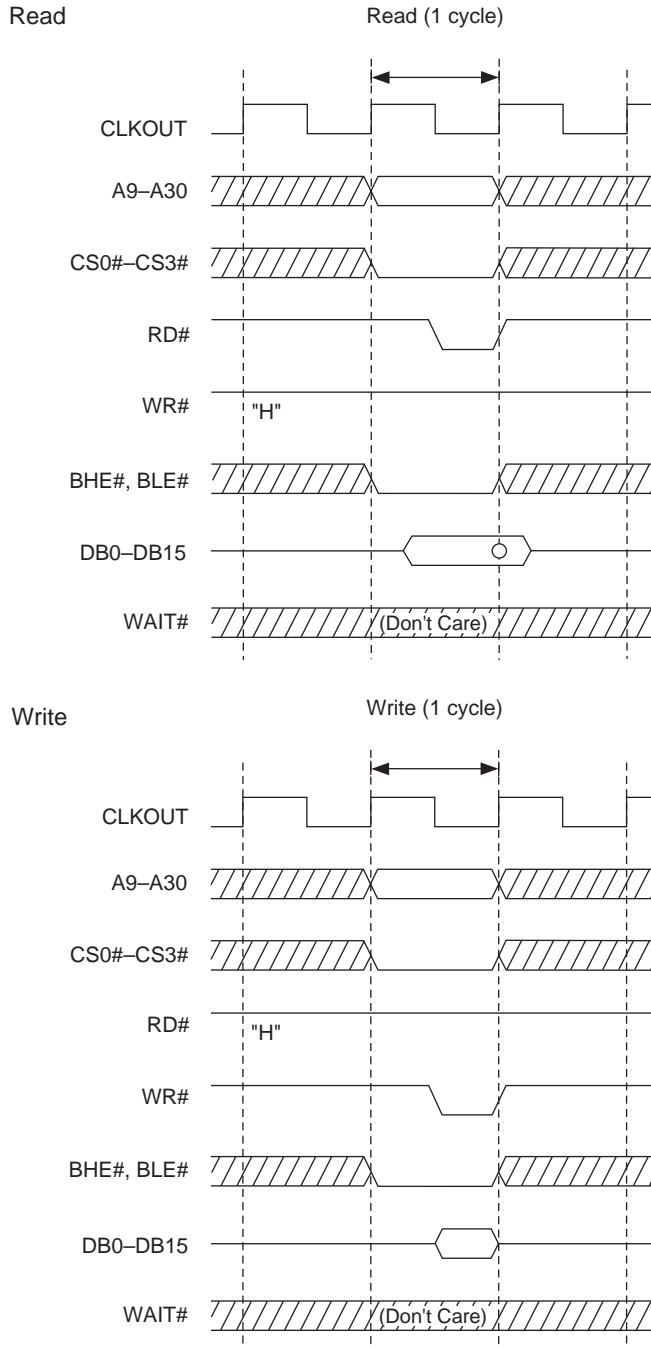 Read
Read (1 cycle)
CLKOUT
A9–A30
CS0#–CS3#
RD#
WR#
"H"
BHE#, BLE#
DB0–DB15
WAIT#
(Don't Care)
Write
Write (1 cycle)
CLKOUT
A9–A30
CS0#–CS3#
RD#
"H"
WR#
BHE#, BLE#
DB0–DB15
WAIT#
(Don't Care)